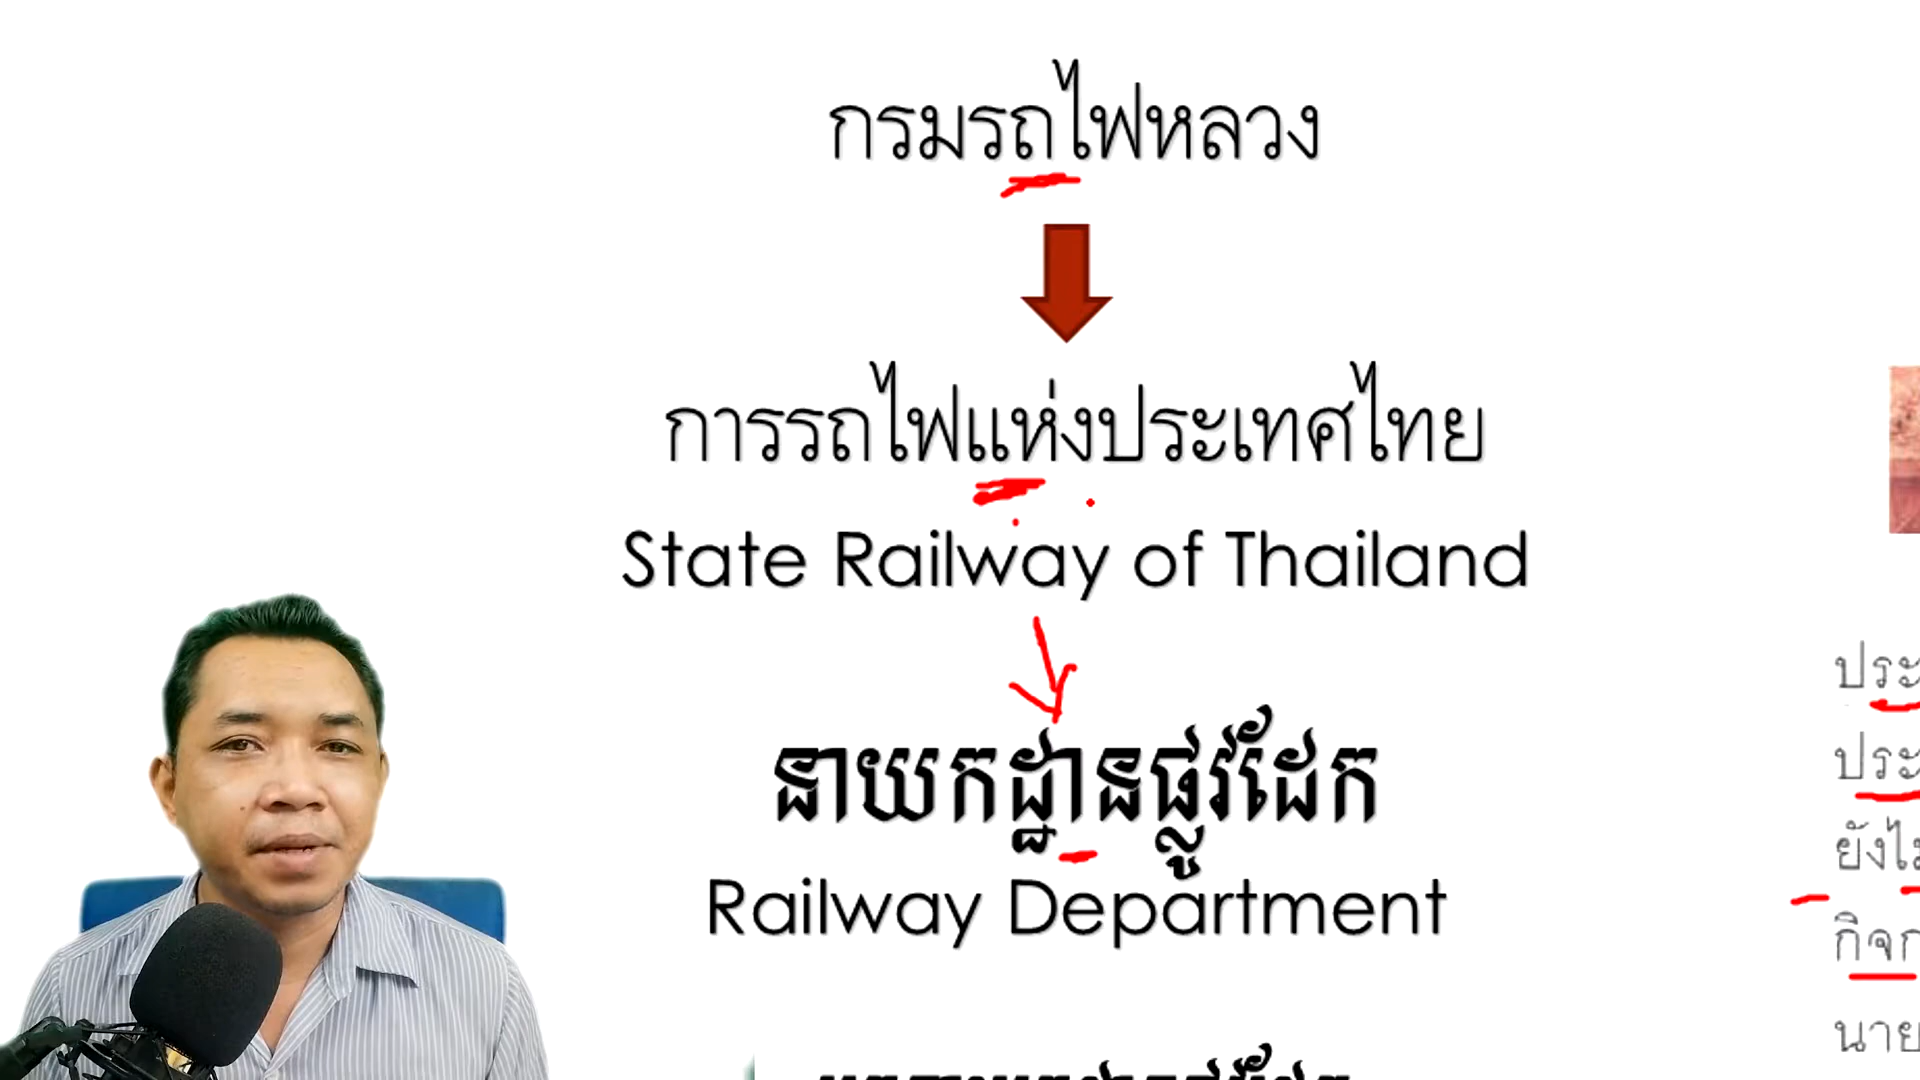 กรมรถไฟหลวง
การรถไฟแห่งประเทศไทย
State Railway of Thailand
នាយកដ្ឋានផ្លូវដែក
Railway Department